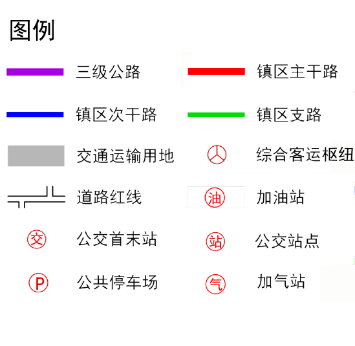 图例
三级公路 镇区主干路
镇区次干路 镇区支路
交通运输用地 综合客运枢纽
道路红线 油 加油站
交 公交首末站 站 公交站点
P 公共停车场 气 加气站